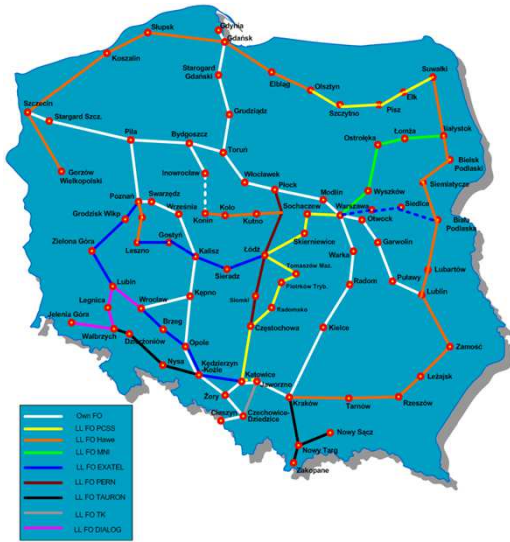 Gdynia
Słupsk
Gdańsk
Koszalin
Starogard
Gdański
Elbląg
Olsztyn
Suwałki
Szczytno
Pisz
Ełk
Szczecin
Stargard Szcz.
Grudziądz
Piła
Bydgoszcz
Toruń
Ostrołęka
Łomża
Białystok
Gorzów
Wielkopolski
Inowrocław
Włocławek
Bielsk
Podlaski
Siemiatycze
Wyszków
Płock
Modlin
Poznań
Swarzędz
Września
Sochaczew
Warszawa
Siedlce
Grodzisk Wlkp
Konin
Koło
Kutno
Otwock
Biała
Podlaska
Gostyń
Leszno
Kalisz
Łódź
Skierniewice
Garwolin
Zielona Góra
Sieradz
Tomaszów Maz.
Warka
Piotrków Tryb.
Puławy
Lubartów
Lublin
Lubin
Kępno
Radom
Legnica
Wrocław
Radomsko
Jelenia Góra
Brzeg
Wałbrzych
Dzierżoniów
Opole
Częstochowa
Kielce
Zamość
Nysa
Kędzierzyn
-Koźle
Katowice
Jaworzno
Leżajsk
Żory
Kraków
Tarnów
Rzeszów
Cieszyn
Czechowice-
Dziedzice
Nowy Sącz
Nowy Targ
Zakopane
Own FO
LL FO PCSS
LL FO Hawe
LL FO MNI
LL FO EXATEL
LL FO PERN
LL FO TAURON
LL FO TK
LL FO DIALOG